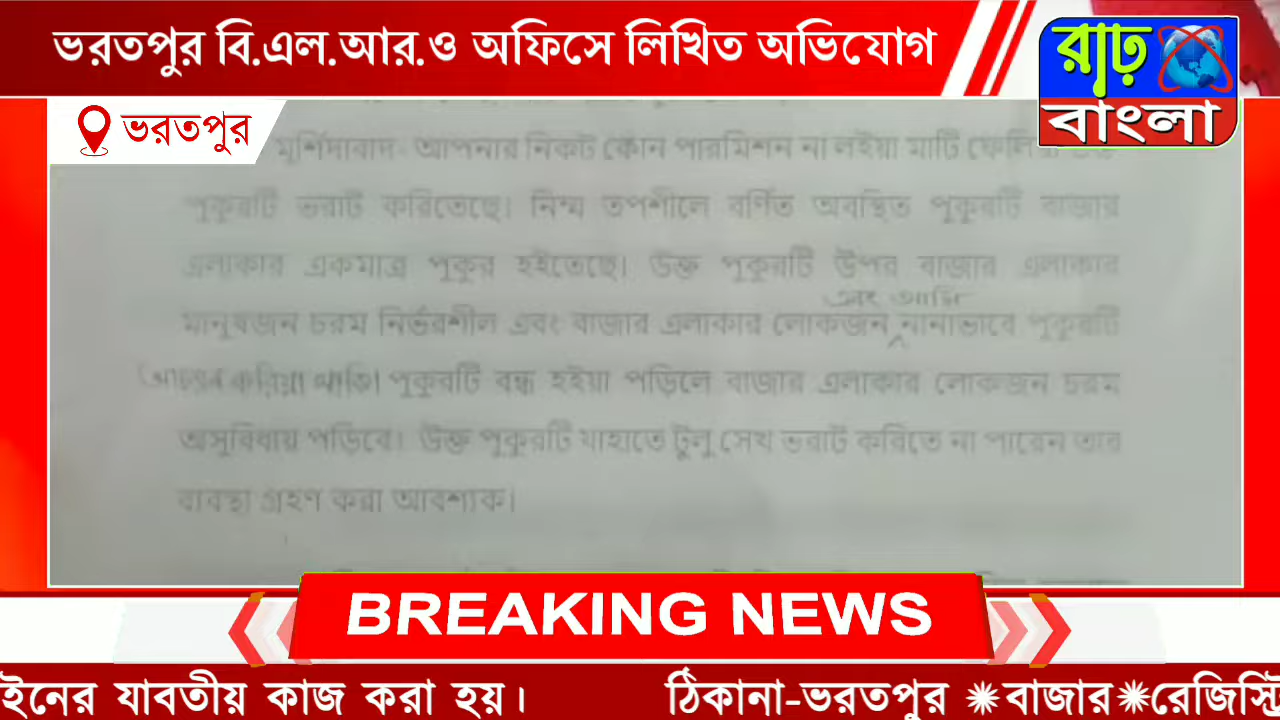 ভরতপুর বি.এল.আর.ও অফিসে লিখিত অভিযোগ
রাঢ়
বাংলা
ভরতপুর
মুর্শিদাবাদ- আপনার নিকট কোন পারমিশন না লইয়া মাটি
পুকুরটি ভরাট করিতেছে। নিম্ম তপশীলে বর্ণিত অবস্থিত পুকুরটি বাজার
এলাকার একমাত্র পুকুর হইতেছে। উক্ত পুকুরটি উপর বাজার এলাকার
এবং
মানুষজন চরম নির্ভরশীল এবং বাজার এলাকার লোকজন নানাভাবে পুকুরটি
করিয়া থাকি। পুকুরটি বন্ধ হইয়া পড়িলে বাজার এলাকার লোকজন চরম
অসুবিধায় পড়িবে। উক্ত পুকুরটি যাহাতে টুলু সেখ ভরাট করিতে না পারেন তার
ব্যবস্থা গ্রহণ করা আবশ্যক।
BREAKING NEWS
ইনের যাবতীয় কাজ করা হয়। ঠিকানা-ভরতপুর ✹বাজার✹রেজিস্ট্রি